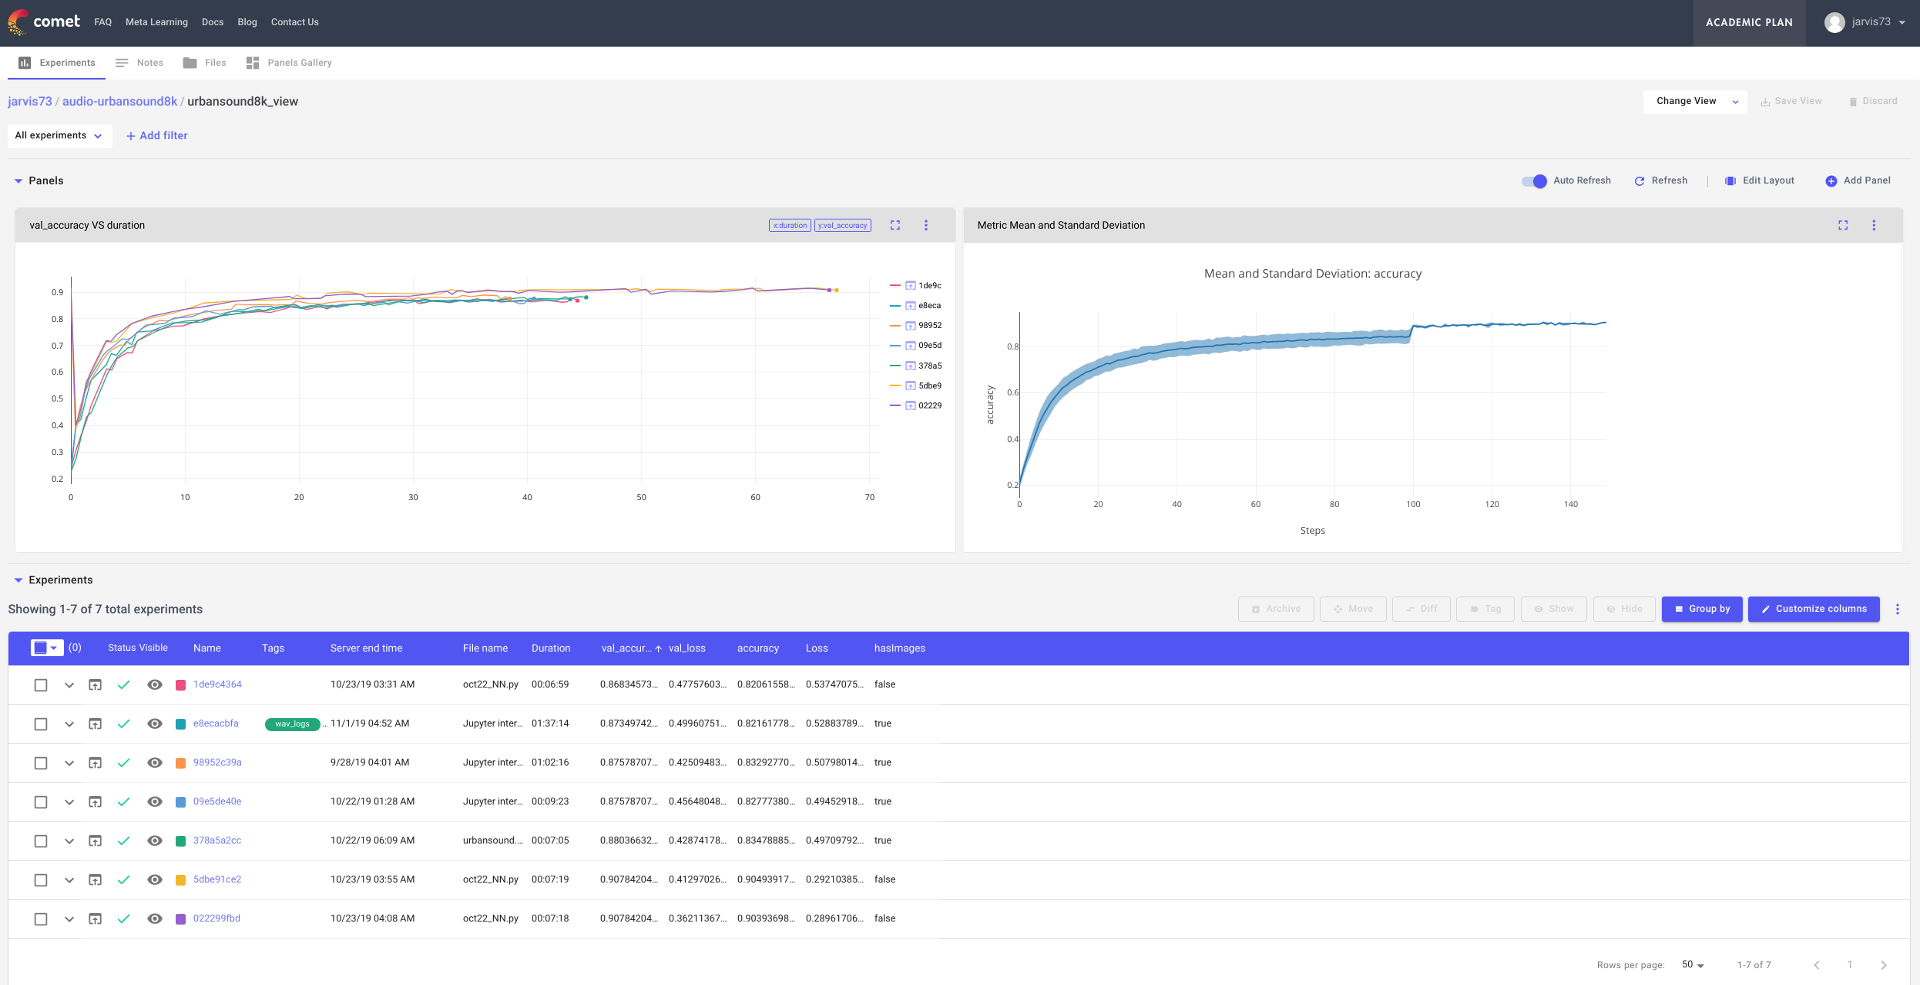 comet FAQ Meta Learning Docs Blog Contact Us ACADEMIC PLAN jarvis73
Experiments Notes Files Panels Gallery
jarvis73 / audio-urbansound8k / urbansound8k_view Change View Save View Discard
All experiments + Add filter
Panels Auto Refresh Refresh Edit Layout Add Panel
val_accuracy VS duration x:duration y:val_accuracy
0.9
0.8
0.7
0.6
0.5
0.4
0.3
0.2
0 10 20 30 40 50 60 70
1de9c
e8eca
98952
09e5d
378a5
5dbe9
02229
Metric Mean and Standard Deviation
Mean and Standard Deviation: accuracy
accuracy
0.8
0.6
0.4
0.2
0 20 40 60 80 100 120 140
Steps
Experiments
Showing 1-7 of 7 total experiments Archive Move Diff Tag Show Hide Group by Customize columns
(0) Status Visible Name Tags Server end time File name Duration val_accur... val_loss accuracy Loss hasImages
1de9c4364 10/23/19 03:31 AM oct22_NN.py 00:06:59 0.86834573... 0.47757603... 0.82061558... 0.53747075... false
e8ecacbfa wav_logs .. 11/1/19 04:52 AM Jupyter inter... 01:37:14 0.87349742... 0.49960751... 0.82161778... 0.52883789... true
98952c39a 9/28/19 04:01 AM Jupyter inter... 01:02:16 0.87578707... 0.42509483... 0.83292770... 0.50798014... true
09e5de40e 10/22/19 01:28 AM Jupyter inter... 00:09:23 0.87578707... 0.45648048... 0.82777380... 0.49452918... true
378a5a2cc 10/22/19 06:09 AM urbansound.... 00:07:05 0.88036632... 0.42874178... 0.83478885... 0.49709792... true
5dbe91ce2 10/23/19 03:55 AM oct22_NN.py 00:07:19 0.90784204... 0.41297026... 0.90493917... 0.29210385... false
022299fbd 10/23/19 04:08 AM oct22_NN.py 00:07:18 0.90784204... 0.36211367... 0.90393698... 0.28961706... false
Rows per page: 50 1-7 of 7 1